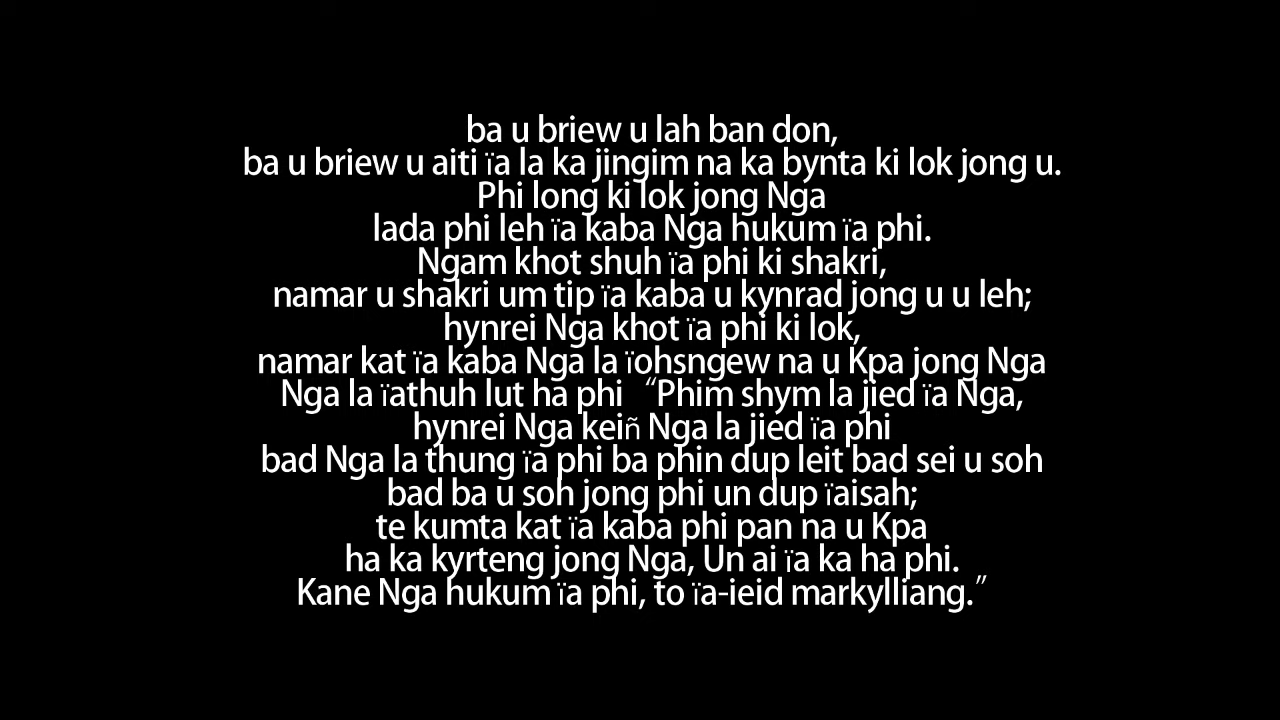 ba u briew u lah ban don,
ba u briew u aiti ïa la ka jingim na ka bynta ki lok jong u.
Phi long ki lok jong Nga
lada phi leh ïa kaba Nga hukum ïa phi.
Ngam khot shuh ïa phi ki shakri,
namar u shakri um tip ïa kaba u kynrad jong u u leh;
hynrei Nga khot ïa phi ki lok,
namar kat ïa kaba Nga la ïohsngew na u Kpa jong Nga
Nga la ïathuh lut ha phi “Phim shym la jied ïa Nga,
hynrei Nga keiñ Nga la jied ïa phi
bad Nga la thung ïa phi ba phin dup leit bad sei u soh
bad ba u soh jong phi un dup ïaisah;
te kumta kat ïa kaba phi pan na u Kpa
ha ka kyrteng jong Nga, Un ai ïa ka ha phi.
Kane Nga hukum ïa phi, to ïa-ieid markylliang.”